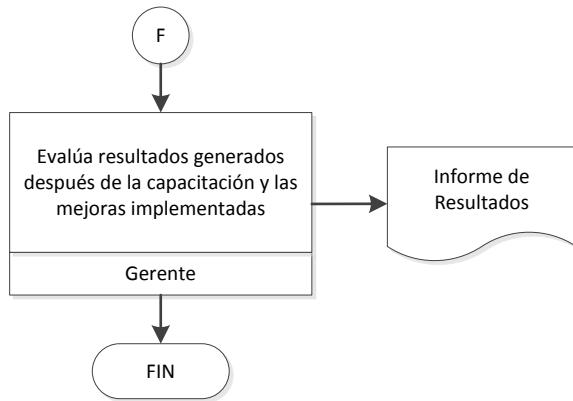 F
Evalúa resultados generados
después de la capacitación y las
mejoras implementadas
Gerente
Informe de
Resultados
FIN